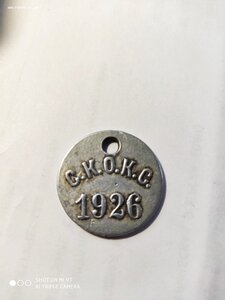 С.К.О.К.С.
1926
SHOT ON MI 9T
AI TRIPLE CAMERA